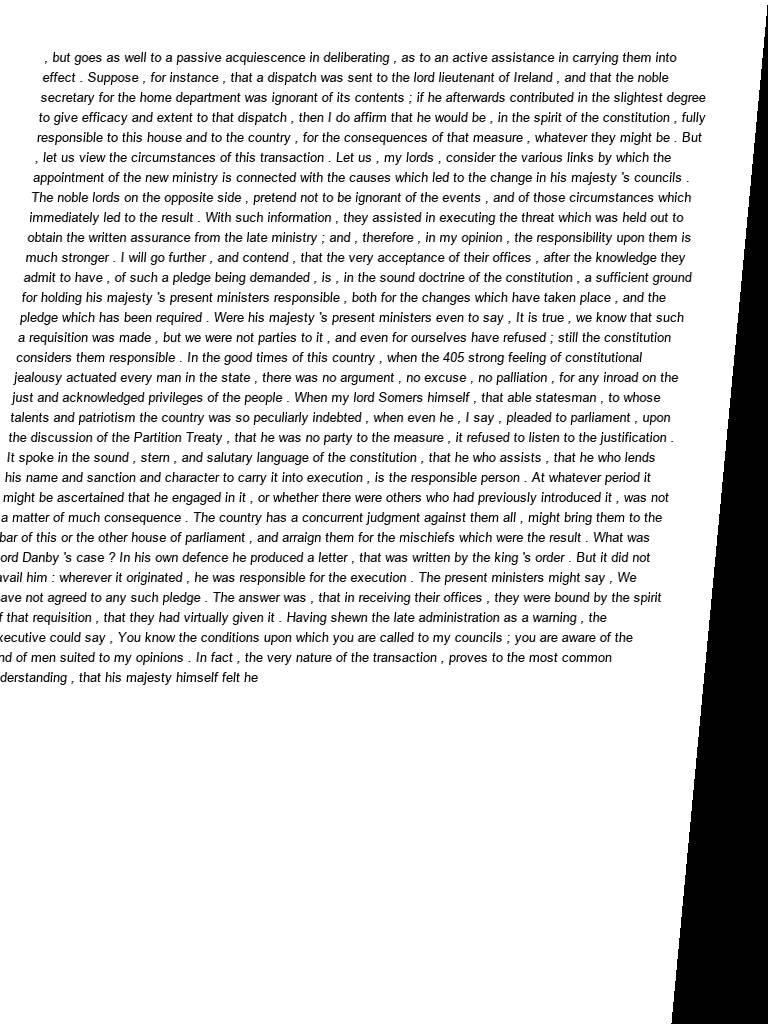 , but goes as well to a passive acquiescence in deliberating , as to an active assistance in carrying them into
effect . Suppose , for instance , that a dispatch was sent to the lord lieutenant of Ireland , and that the noble
secretary for the home department was ignorant of its contents ; if he afterwards contributed in the slightest degree
to give efficacy and extent to that dispatch , then I do affirm that he would be , in the spirit of the constitution , fully
responsible to this house and to the country , for the consequences of that measure , whatever they might be . But
, let us view the circumstances of this transaction . Let us , my lords , consider the various links by which the
appointment of the new ministry is connected with the causes which led to the change in his majesty 's councils .
The noble lords on the opposite side , pretend not to be ignorant of the events , and of those circumstances which
immediately led to the result . With such information , they assisted in executing the threat which was held out to
obtain the written assurance from the late ministry ; and , therefore , in my opinion , the responsibility upon them is
much stronger . I will go further , and contend , that the very acceptance of their offices , after the knowledge they
admit to have , of such a pledge being demanded , is , in the sound doctrine of the constitution , a sufficient ground
for holding his majesty 's present ministers responsible , both for the changes which have taken place , and the
pledge which has been required . Were his majesty 's present ministers even to say , It is true , we know that such
a requisition was made , but we were not parties to it , and even for ourselves have refused ; still the constitution
considers them responsible . In the good times of this country , when the 405 strong feeling of constitutional
jealousy actuated every man in the state , there was no argument , no excuse , no palliation , for any inroad on the
just and acknowledged privileges of the people . When my lord Somers himself , that able statesman , to whose
talents and patriotism the country was so peculiarly indebted , when even he , I say , pleaded to parliament , upon
the discussion of the Partition Treaty , that he was no party to the measure , it refused to listen to the justification .
It spoke in the sound , stern , and salutary language of the constitution , that he who assists , that he who lends
his name and sanction and character to carry it into execution , is the responsible person . At whatever period it
might be ascertained that he engaged in it , or whether there were others who had previously introduced it , was not
a matter of much consequence . The country has a concurrent judgment against them all , might bring them to the
bar of this or the other house of parliament , and arraign them for the mischiefs which were the result . What was
ord Danby 's case ? In his own defence he produced a letter , that was written by the king 's order . But it did not
avail him : wherever it originated , he was responsible for the execution . The present ministers might say , We
ave not agreed to any such pledge . The answer was , that in receiving their offices , they were bound by the spirit
f that requisition , that they had virtually given it . Having shewn the late administration as a warning , the
xecutive could say , You know the conditions upon which you are called to my councils ; you are aware of the
nd of men suited to my opinions . In fact , the very nature of the transaction , proves to the most common
derstanding , that his majesty himself felt he